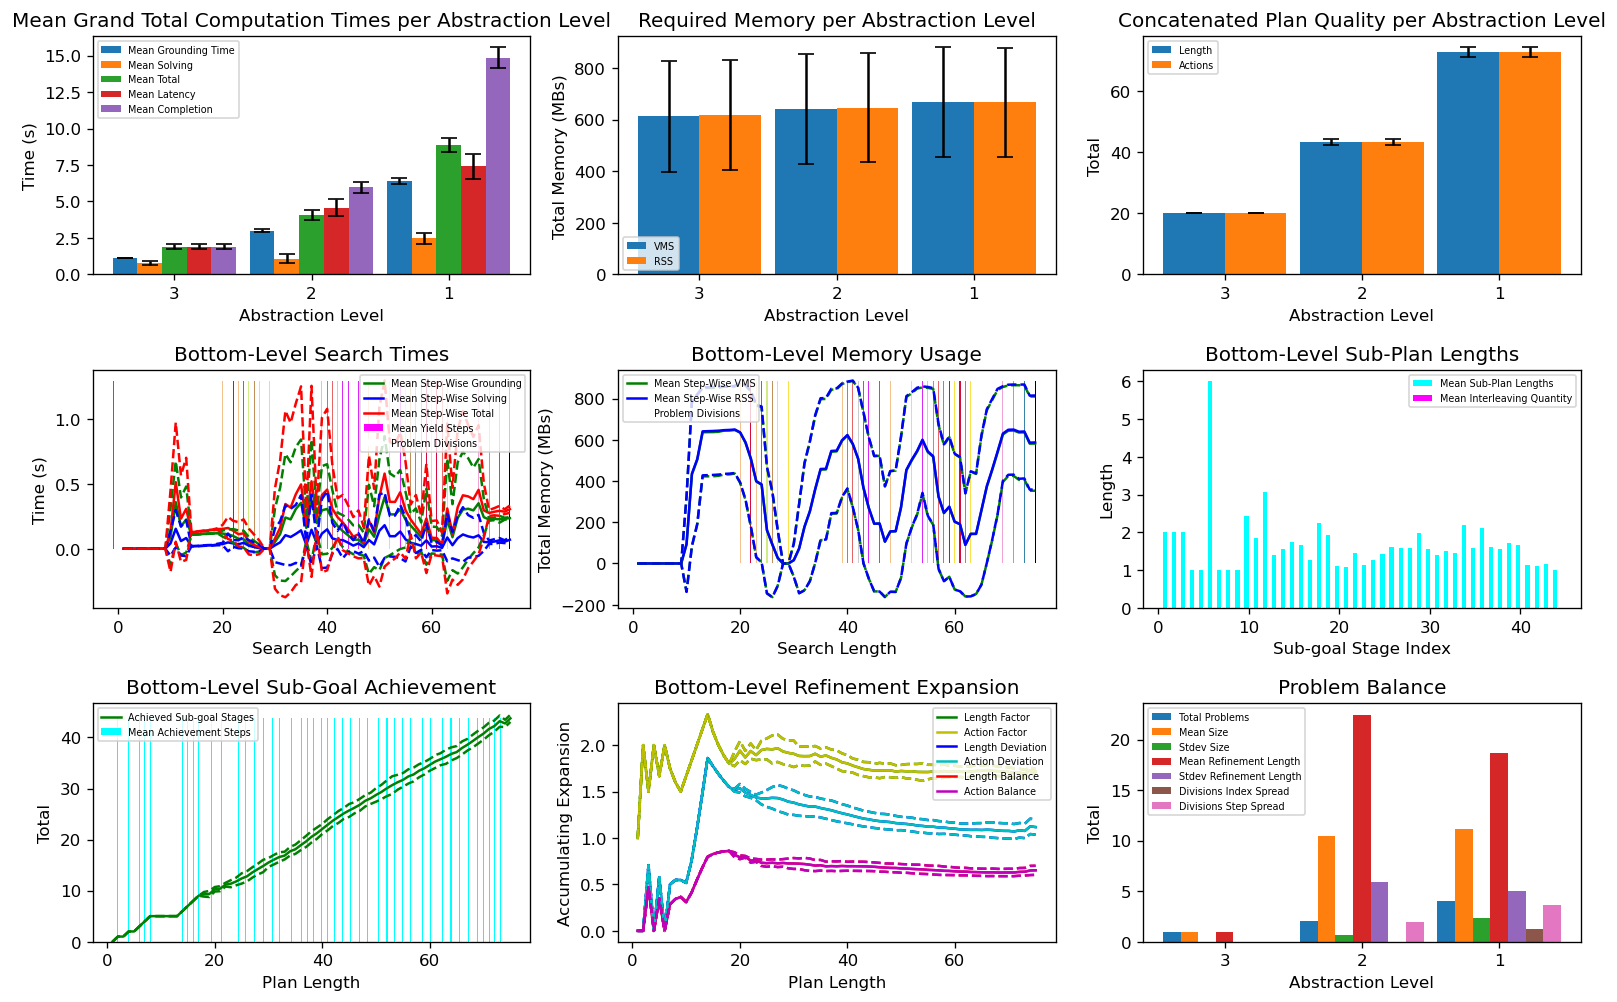 Mean Grand Total Computation Times per Abstraction Level
Time (s)
15.0
12.5
10.0
7.5
5.0
2.5
0.0
Mean Grounding Time
Mean Solving
Mean Total
Mean Latency
Mean Completion
3 2 1
Abstraction Level
Required Memory per Abstraction Level
Total Memory (MBs)
800
600
400
200
0
VMS
RSS
3 2 1
Abstraction Level
Concatenated Plan Quality per Abstraction Level
Total
60
40
20
0
Length
Actions
3 2 1
Abstraction Level
Bottom-Level Search Times
Time (s)
1.0
0.5
0.0
Mean Step-Wise Grounding
Mean Step-Wise Solving
Mean Step-Wise Total
Mean Yield Steps
Problem Divisions
0 20 40 60
Search Length
Bottom-Level Memory Usage
Total Memory (MBs)
800
600
400
200
0
−200
Mean Step-Wise VMS
Mean Step-Wise RSS
Problem Divisions
0 20 40 60
Search Length
Bottom-Level Sub-Plan Lengths
Length
6
5
4
3
2
1
0
Mean Sub-Plan Lengths
Mean Interleaving Quantity
0 10 20 30 40
Sub-goal Stage Index
Bottom-Level Sub-Goal Achievement
Total
40
30
20
10
0
Achieved Sub-goal Stages
Mean Achievement Steps
0 20 40 60
Plan Length
Bottom-Level Refinement Expansion
Accumulating Expansion
2.0
1.5
1.0
0.5
0.0
Length Factor
Action Factor
Length Deviation
Action Deviation
Length Balance
Action Balance
0 20 40 60
Plan Length
Problem Balance
Total
20
15
10
5
0
Total Problems
Mean Size
Stdev Size
Mean Refinement Length
Stdev Refinement Length
Divisions Index Spread
Divisions Step Spread
3 2 1
Abstraction Level